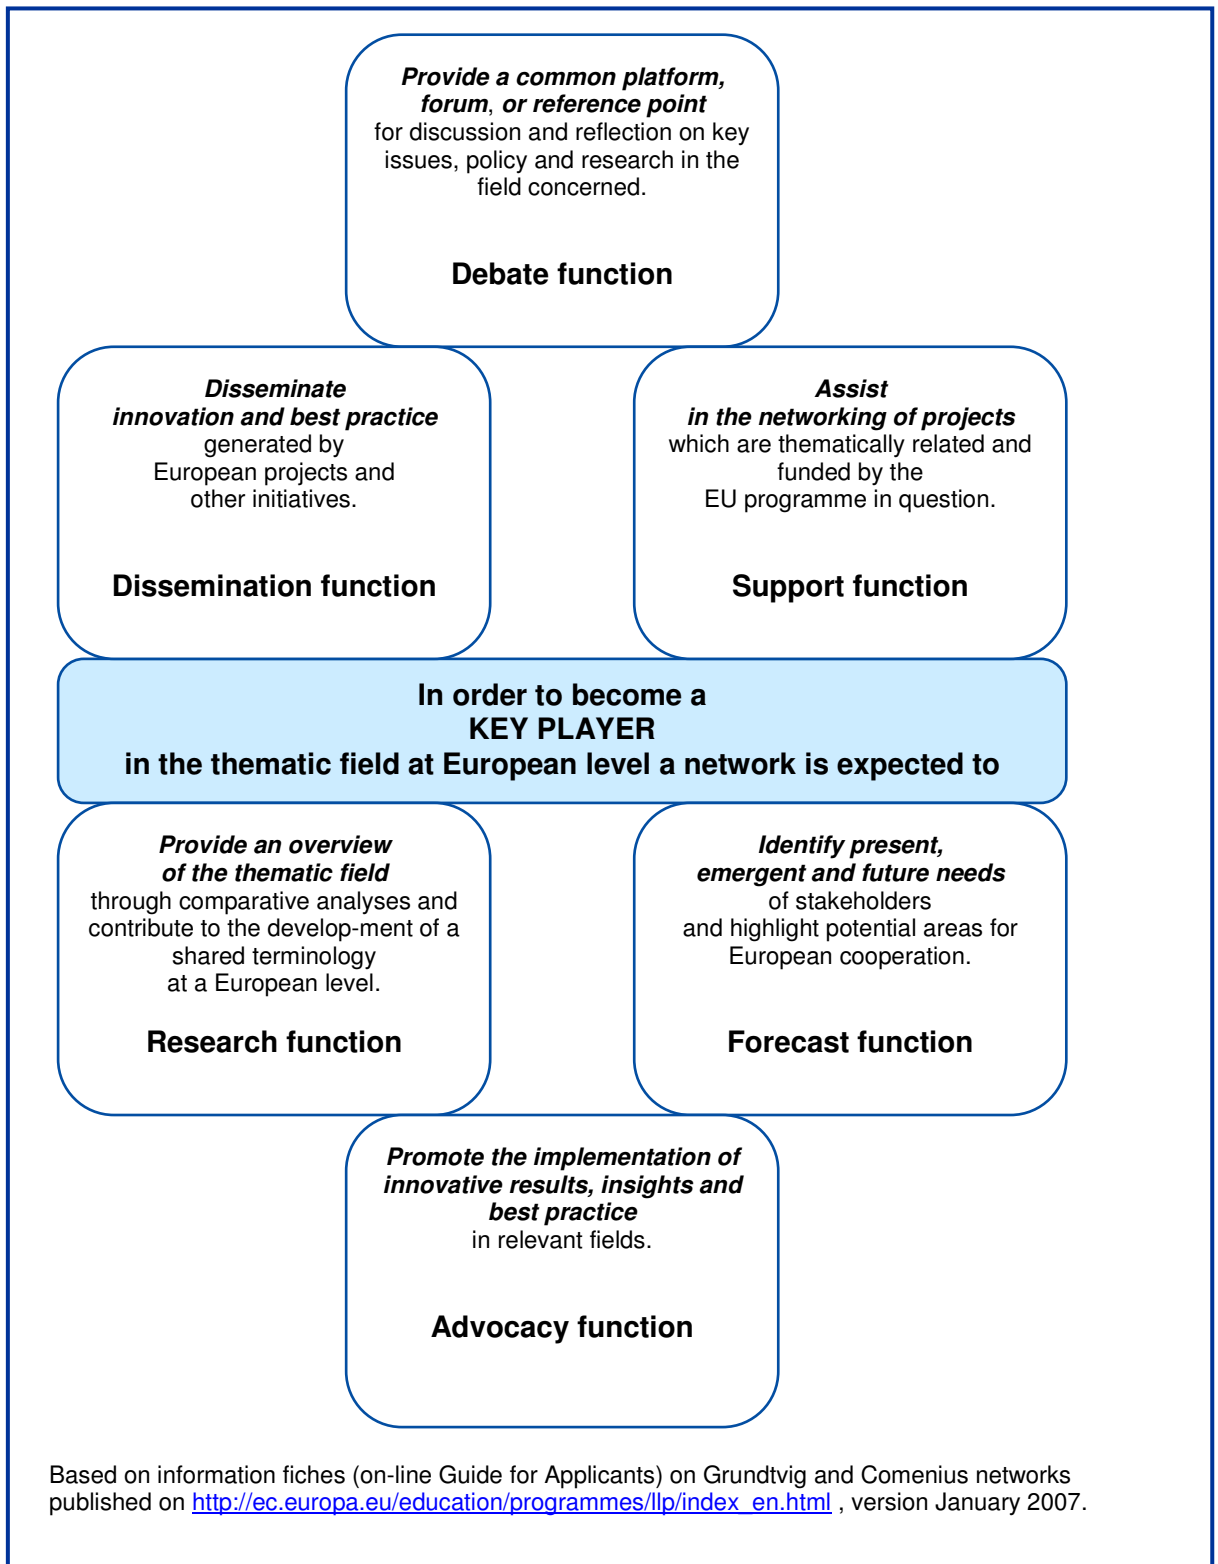 Provide a common platform,
forum, or reference point
for discussion and reflection on key
issues, policy and research in the
field concerned.
Debate function
Disseminate
innovation and best practice
generated by
European projects and
other initiatives.
Dissemination function
Assist
in the networking of projects
which are thematically related and
funded by the
EU programme in question.
Support function
In order to become a
KEY PLAYER
in the thematic field at European level a network is expected to
Provide an overview
of the thematic field
through comparative analyses and
contribute to the develop-ment of a
shared terminology
at a European level.
Research function
Identify present,
emergent and future needs
of stakeholders
and highlight potential areas for
European cooperation.
Forecast function
Promote the implementation of
innovative results, insights and
best practice
in relevant fields.
Advocacy function
Based on information fiches (on-line Guide for Applicants) on Grundtvig and Comenius networks
published on http://ec.europa.eu/education/programmes/llp/index_en.html , version January 2007.